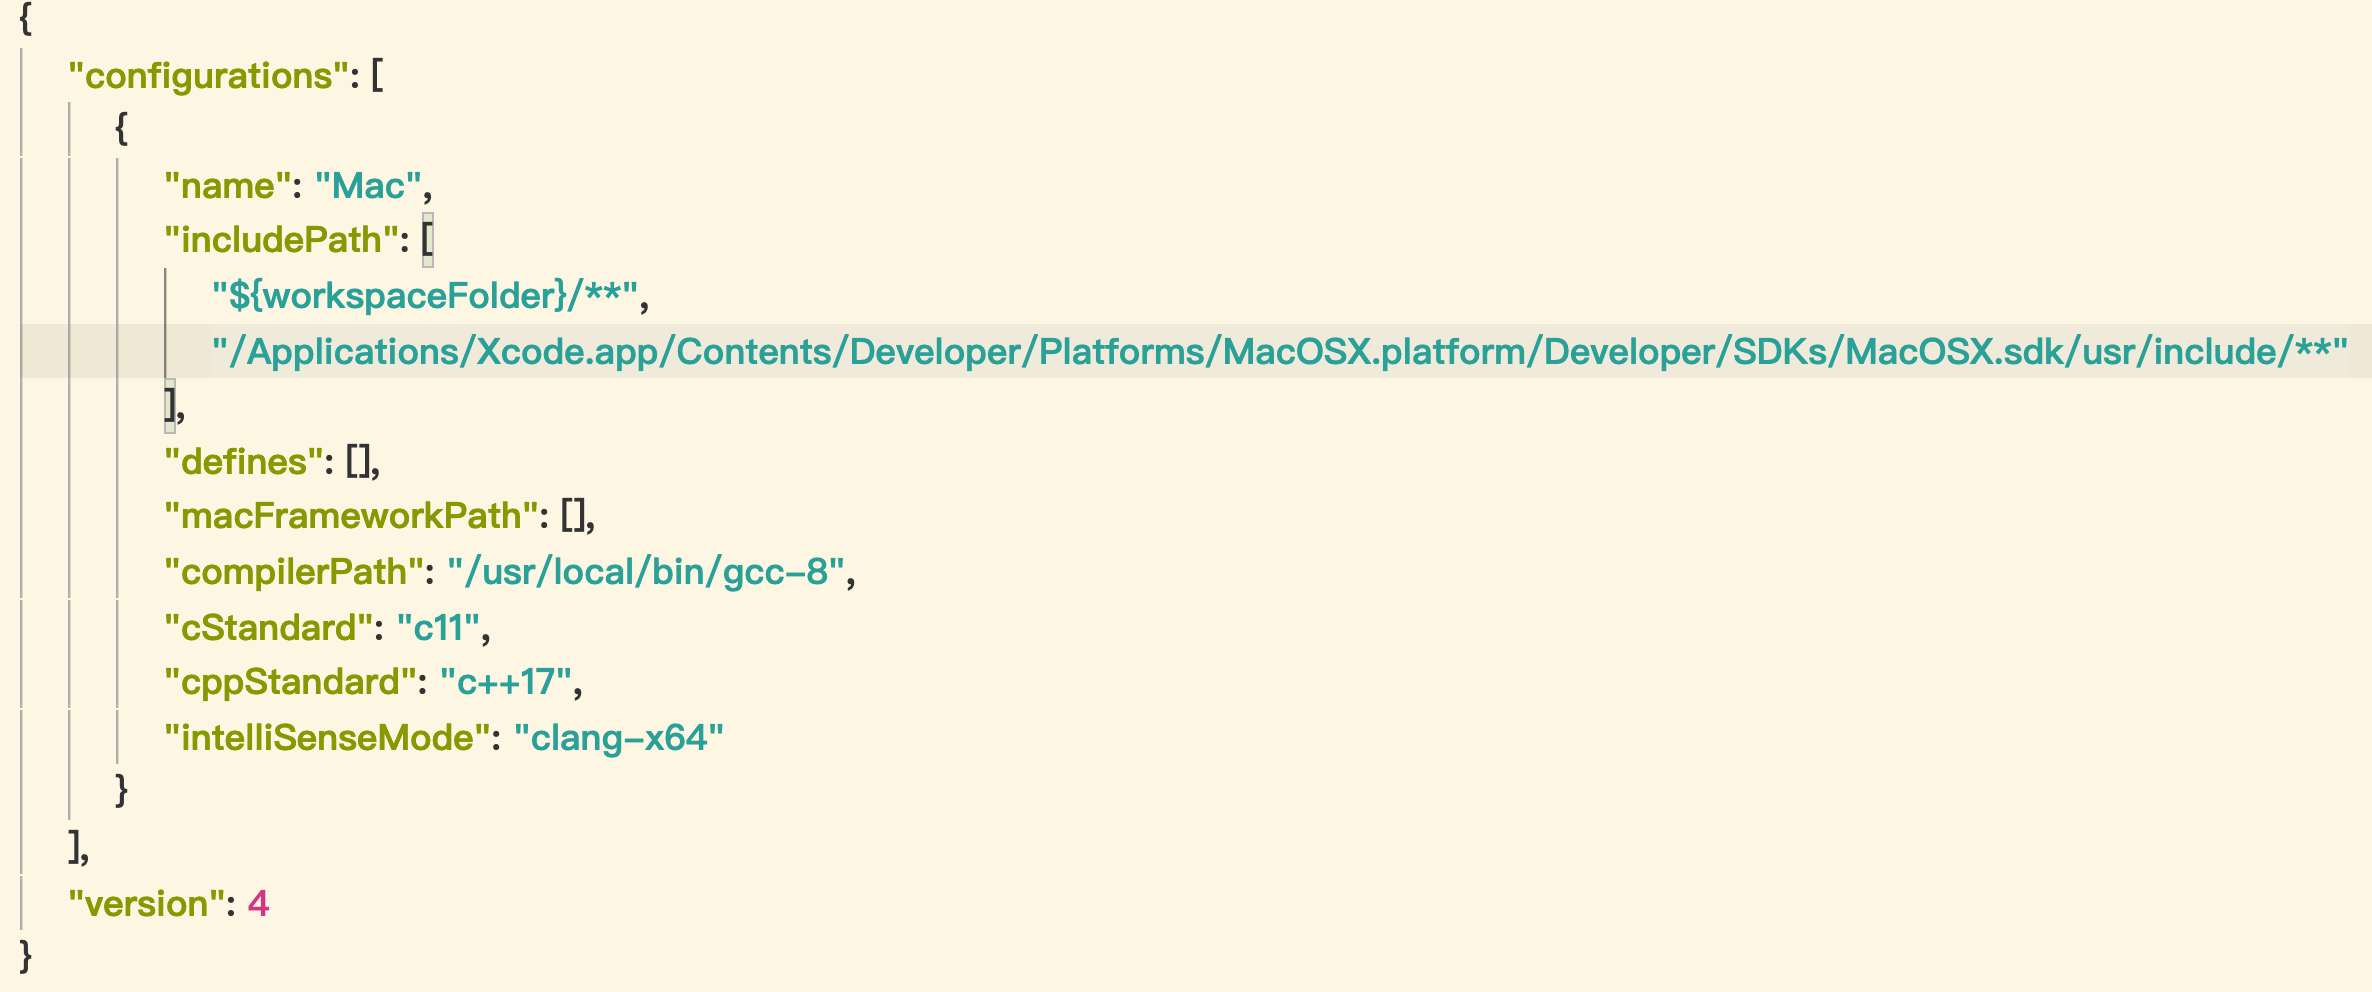 {
"configurations": [
{
"name": "Mac",
"includePath": [
"${workspaceFolder}/**",
"/Applications/Xcode.app/Contents/Developer/Platforms/MacOSX.platform/Developer/SDKs/MacOSX.sdk/usr/include/**"
],
"defines": [],
"macFrameworkPath": [],
"compilerPath": "/usr/local/bin/gcc-8",
"cStandard": "c11",
"cppStandard": "c++17",
"intelliSenseMode": "clang-x64"
}
],
"version": 4
}